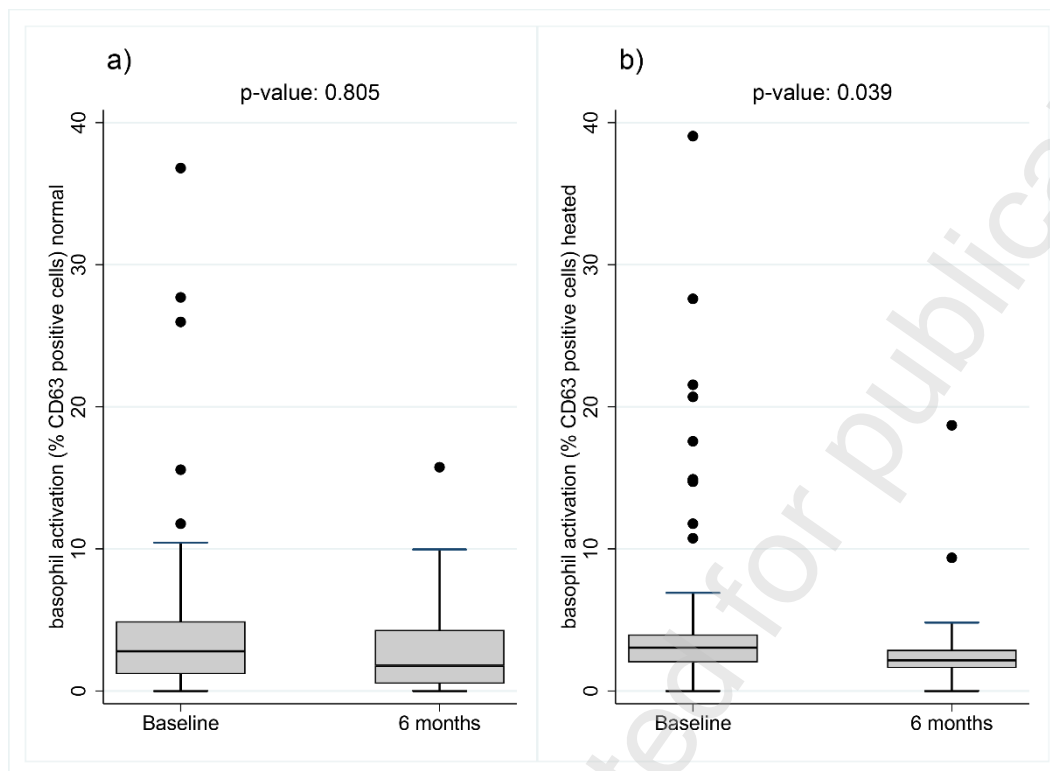 a)
p-value: 0.805
basophil activation (% CD63 positive cells) normal
40
30
20
10
0
Baseline 6 months
b)
p-value: 0.039
basophil activation (% CD63 positive cells) heated
40
30
20
10
0
Baseline 6 months
for